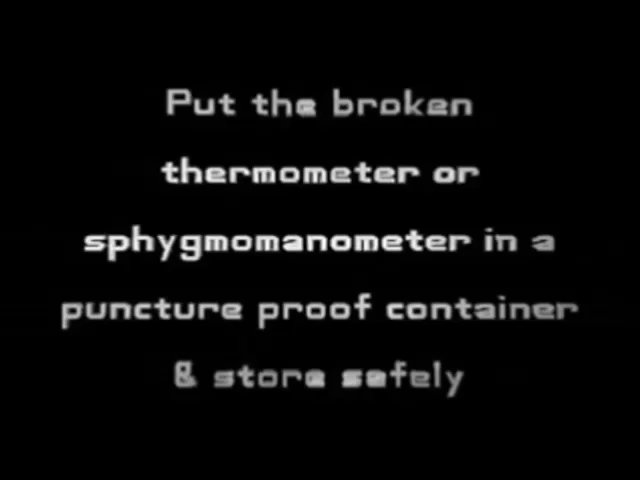 Put the broken
thermometer or
sphygmomanometer in a
puncture proof container
& store safely